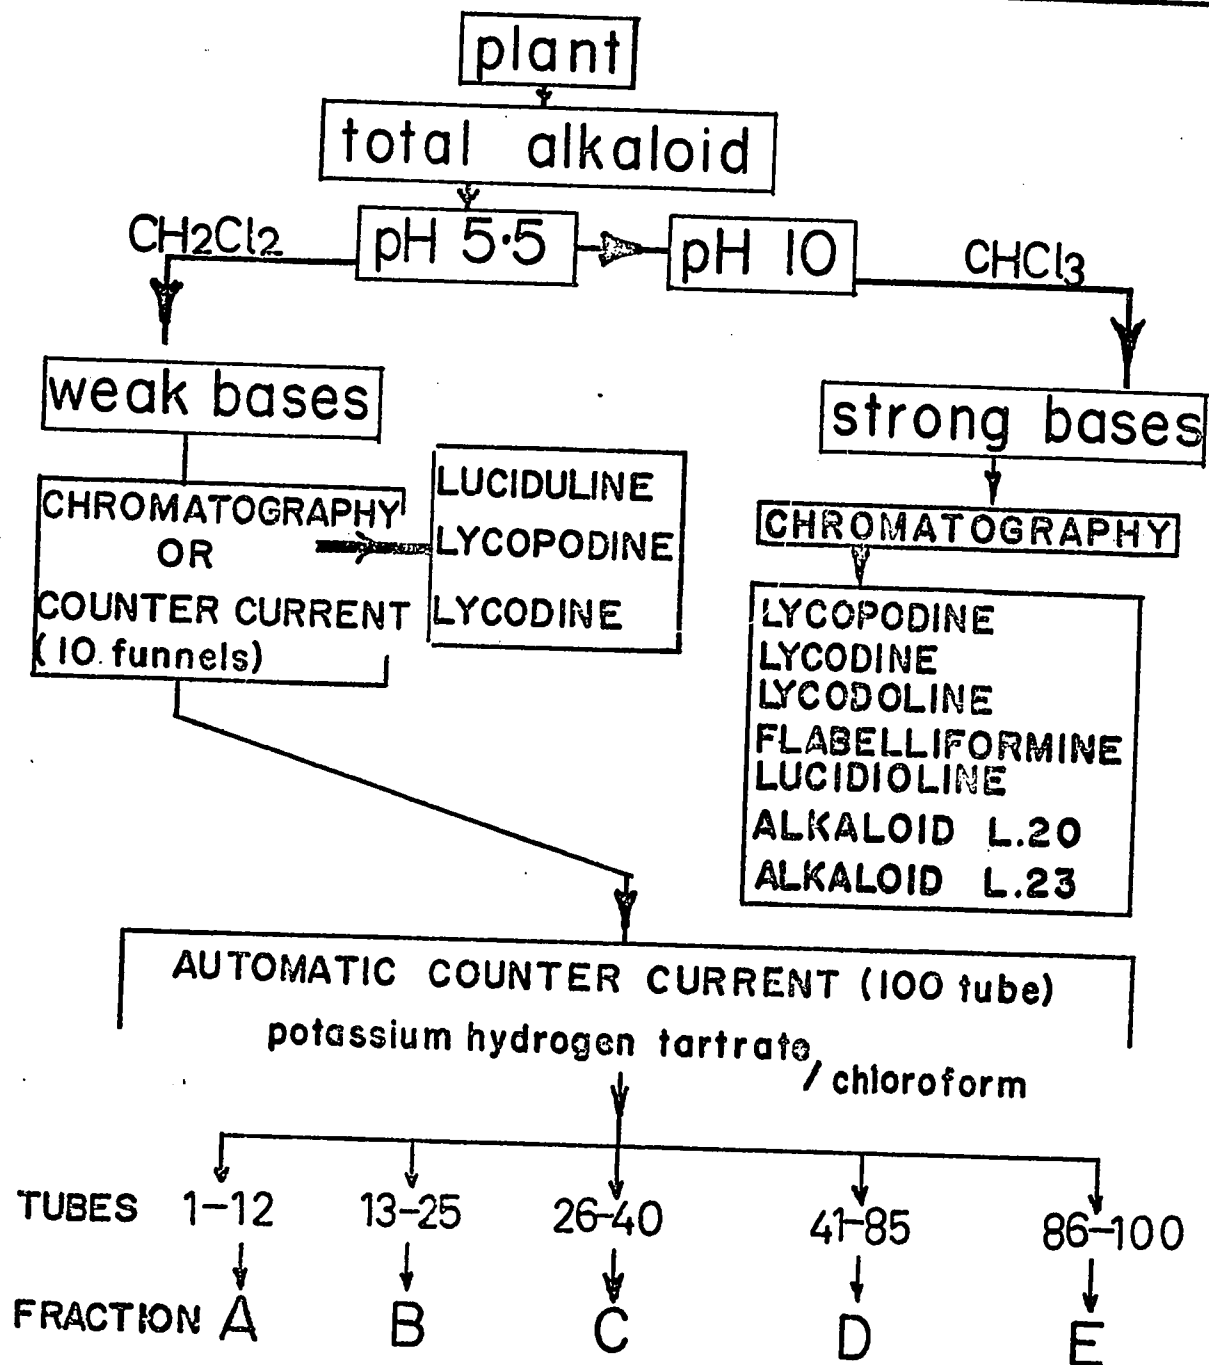 plant
total alkaloid
CH2Cl2
pH 5·5
pH 10
CHCl3
weak bases
strong bases
CHROMATOGRAPHY
OR
COUNTER CURRENT
(10. funnels)
LUCIDULINE
LYCOPODINE
LYCODINE
CHROMATOGRAPHY
LYCOPODINE
LYCODINE
LYCODOLINE
FLABELLIFORMINE
LUCIDIOLINE
ALKALOID L.20
ALKALOID L.23
AUTOMATIC COUNTER CURRENT (100 tube)
potassium hydrogen tartrate
/ chloroform
TUBES 1-12 13-25 26-40 41-85 86-100
FRACTION A B C D E